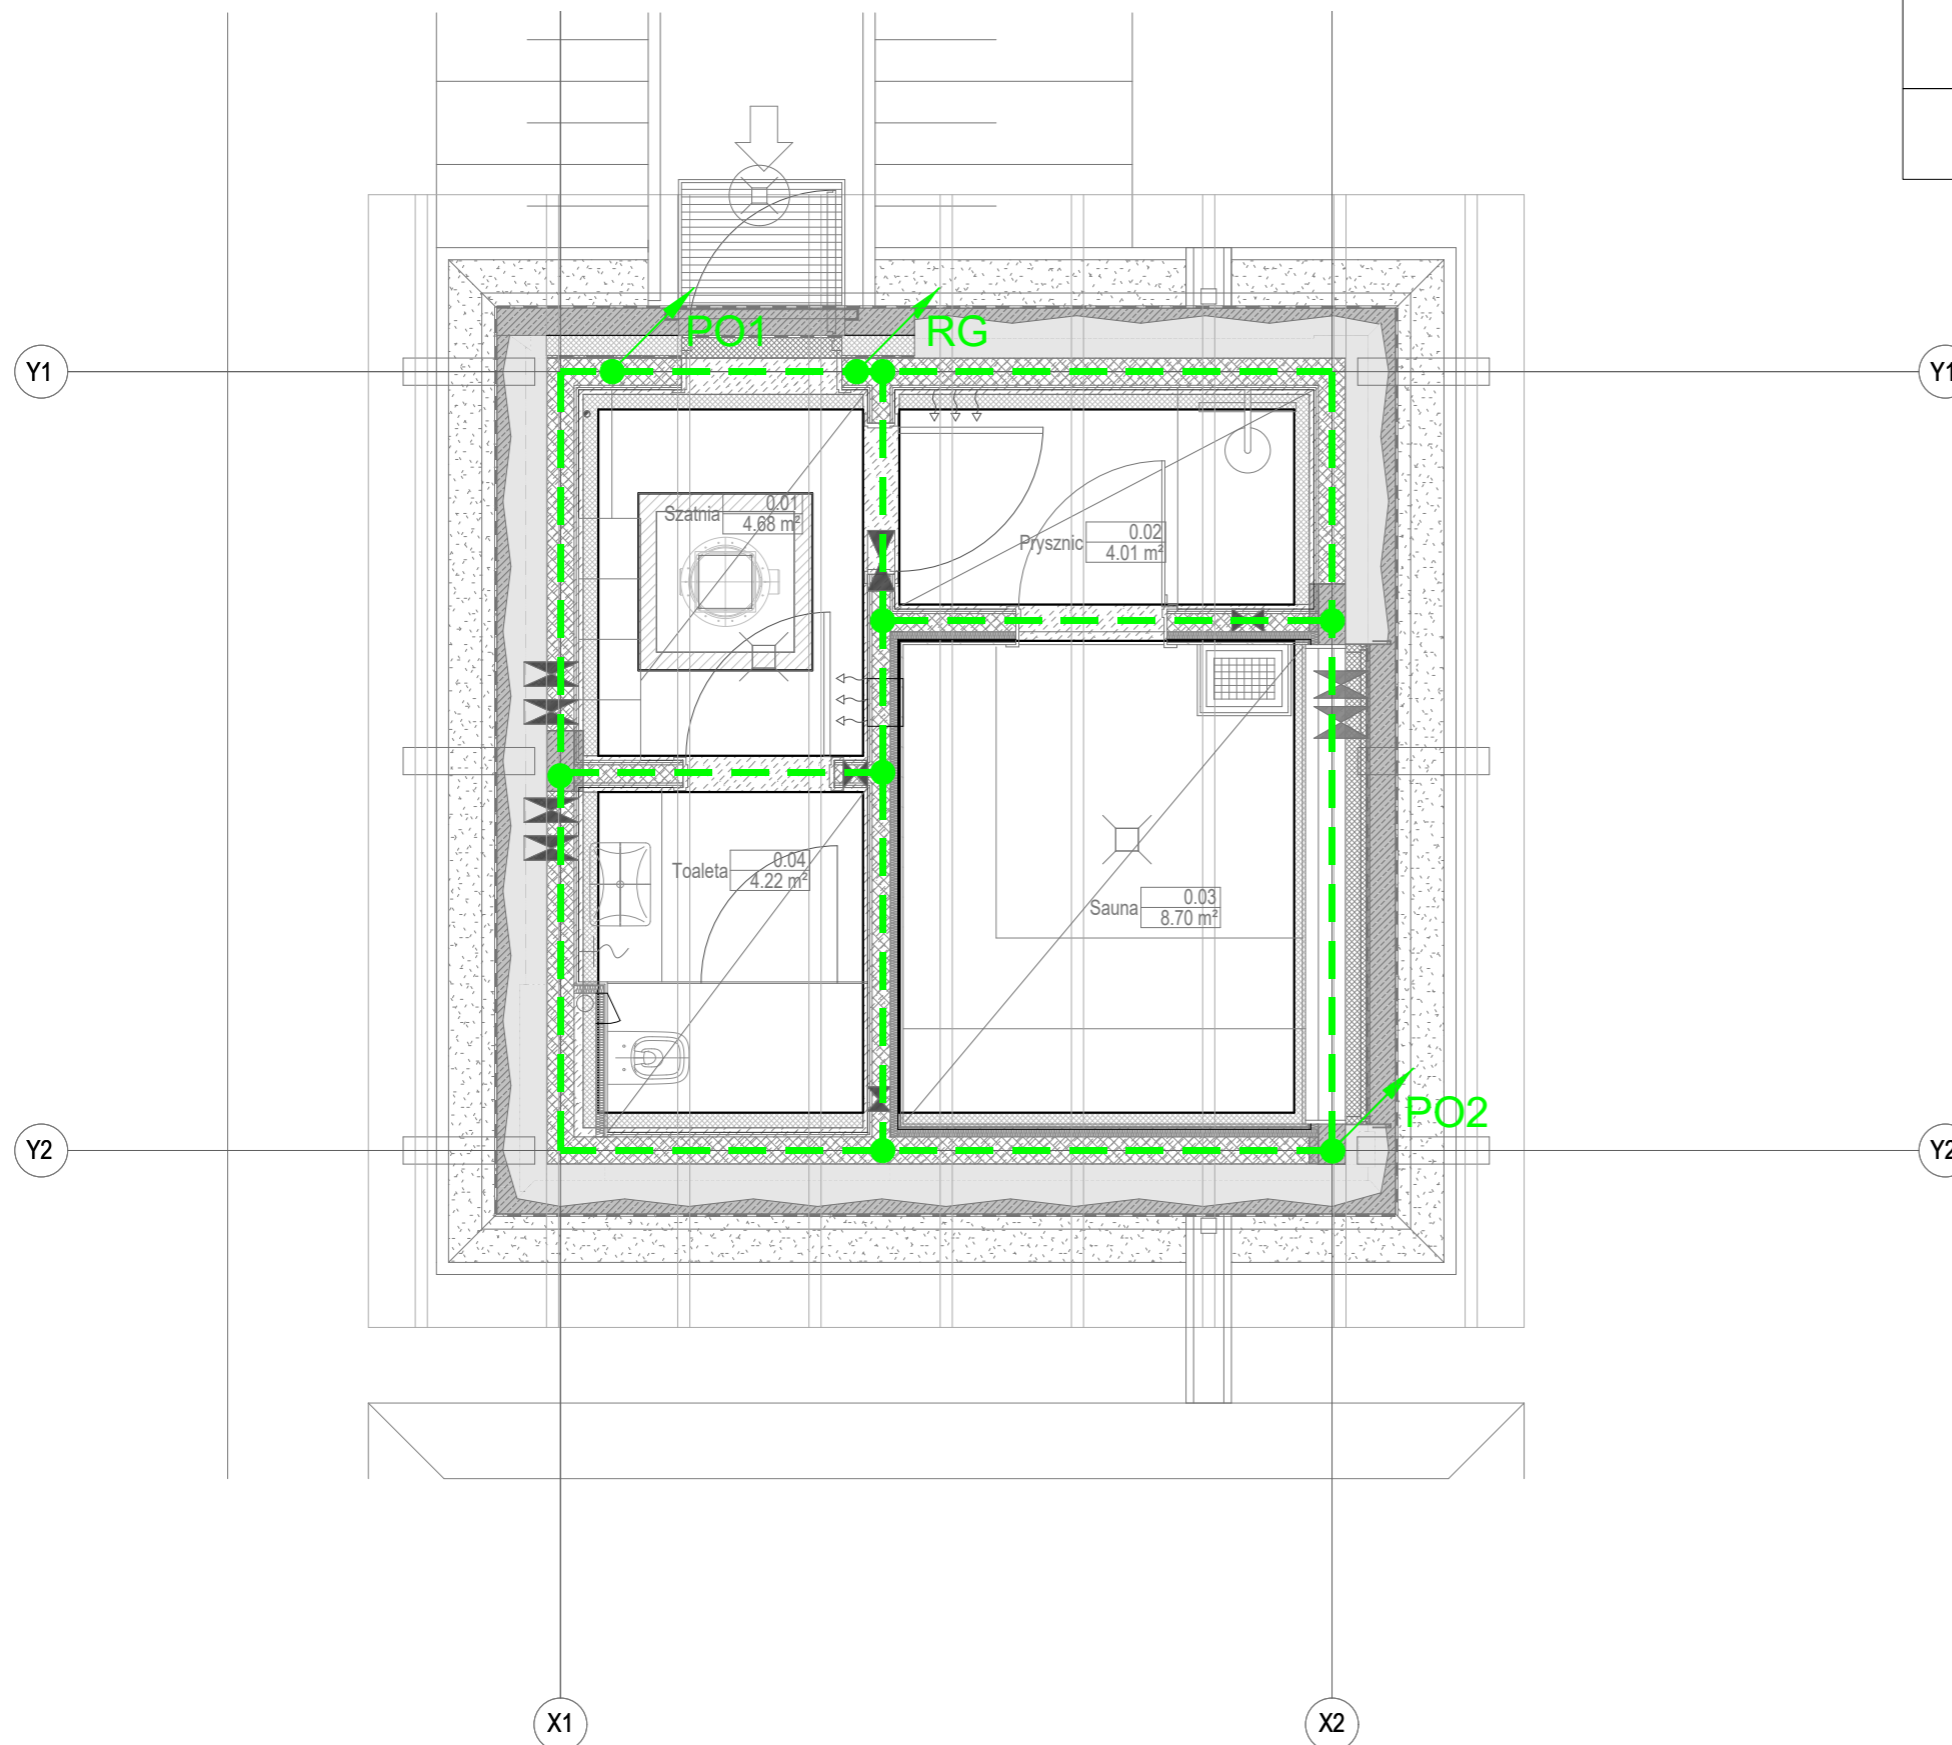 PO1
RG
Y1
Y1
0.01
Szatnia
4.68 m²
0.02
Prysznic
4.01 m²
0.04
Toaleta
4.22 m²
0.03
Sauna
8.70 m²
PO2
Y2
Y2
X1
X2